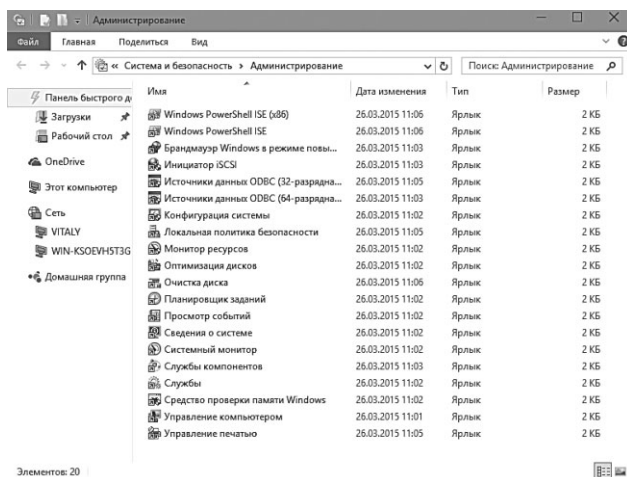 Администрирование
Файл Главная Поделиться Вид
« Система и безопасность › Администрирование Поиск: Администрирование
Панель быстрого д
Загрузки
Рабочий стол
OneDrive
Этот компьютер
Сеть
VITALY
WIN-KSOEVH5T3G
Домашняя группа
Имя Дата изменения Тип Размер
Windows PowerShell ISE (x86) 26.03.2015 11:06 Ярлык 2 КБ
Windows PowerShell ISE 26.03.2015 11:06 Ярлык 2 КБ
Брандмауэр Windows в режиме повы... 26.03.2015 11:03 Ярлык 2 КБ
Инициатор iSCSI 26.03.2015 11:03 Ярлык 2 КБ
Источники данных ODBC (32-разрядна... 26.03.2015 11:05 Ярлык 2 КБ
Источники данных ODBC (64-разрядна... 26.03.2015 11:03 Ярлык 2 КБ
Конфигурация системы 26.03.2015 11:02 Ярлык 2 КБ
Локальная политика безопасности 26.03.2015 11:05 Ярлык 2 КБ
Монитор ресурсов 26.03.2015 11:02 Ярлык 2 КБ
Оптимизация дисков 26.03.2015 11:02 Ярлык 2 КБ
Очистка диска 26.03.2015 11:06 Ярлык 2 КБ
Планировщик заданий 26.03.2015 11:02 Ярлык 2 КБ
Просмотр событий 26.03.2015 11:02 Ярлык 2 КБ
Сведения о системе 26.03.2015 11:02 Ярлык 2 КБ
Системный монитор 26.03.2015 11:02 Ярлык 2 КБ
Службы компонентов 26.03.2015 11:03 Ярлык 2 КБ
Службы 26.03.2015 11:02 Ярлык 2 КБ
Средство проверки памяти Windows 26.03.2015 11:02 Ярлык 2 КБ
Управление компьютером 26.03.2015 11:01 Ярлык 2 КБ
Управление печатью 26.03.2015 11:05 Ярлык 2 КБ
Элементов: 20